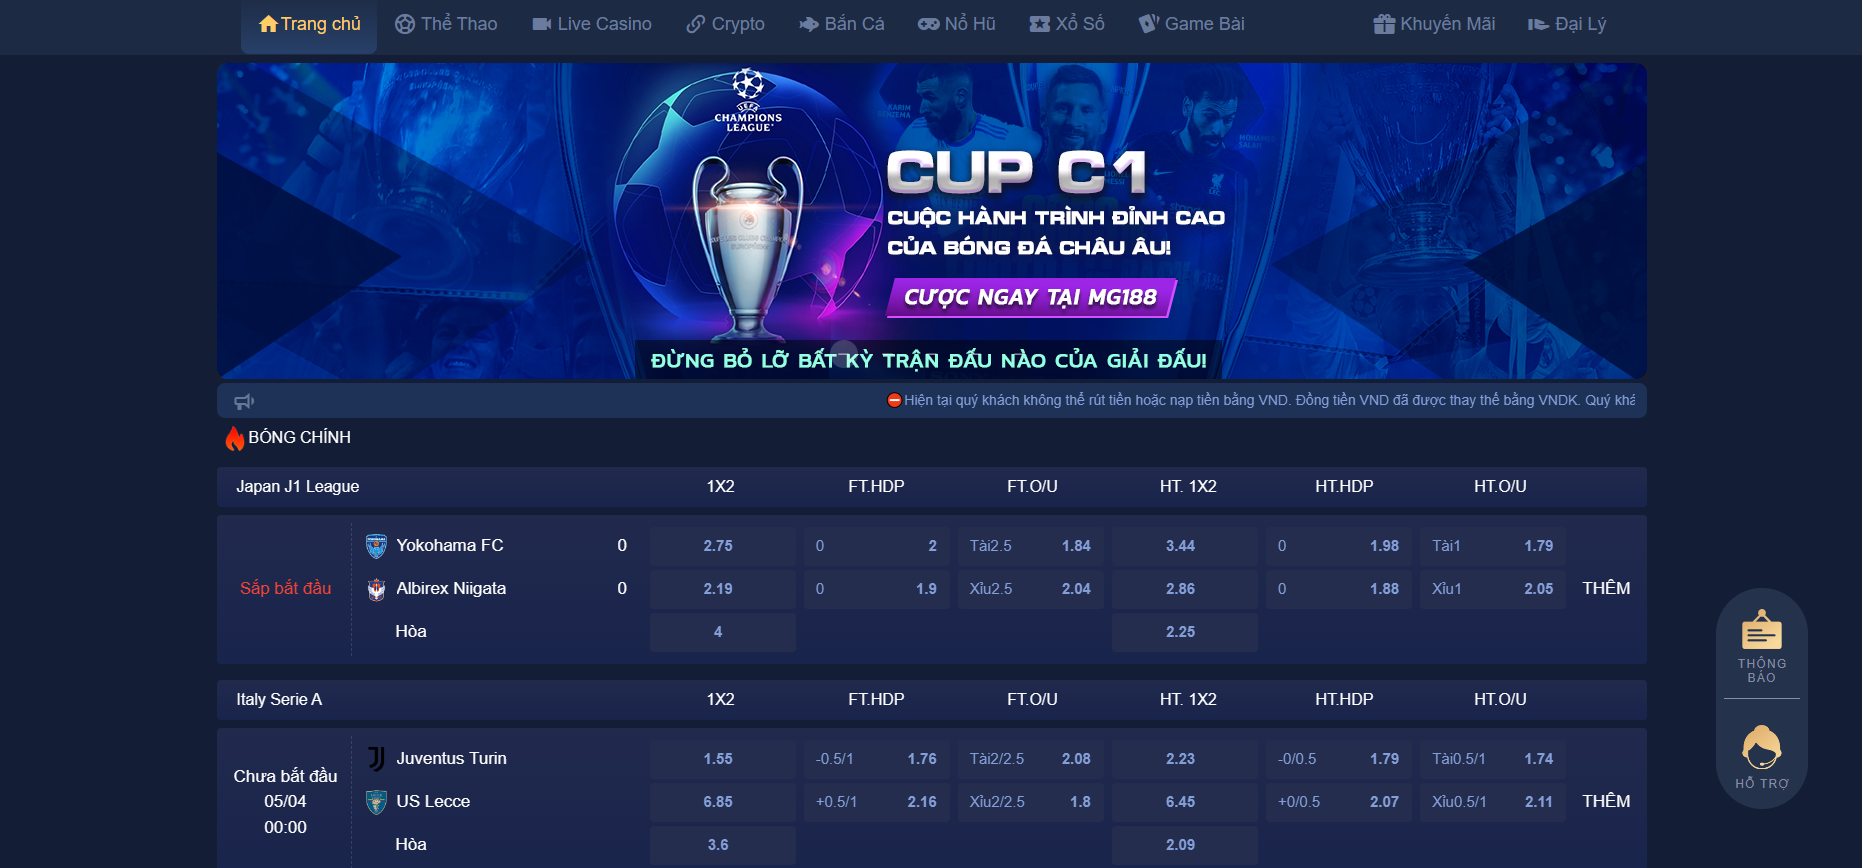 Trang chủ Thể Thao Live Casino Crypto Bắn Cá Nổ Hũ Xổ Số Game Bài Khuyến Mãi Đại Lý
UEFA
CHAMPIONS
LEAGUE
KARIM
BENZEMA
MOHAMED
SALAH
CUP C1
CUỘC HÀNH TRÌNH ĐỈNH CAO
CỦA BÓNG ĐÁ CHÂU ÂU!
CƯỢC NGAY TẠI MG188
ĐỪNG BỎ LỠ BẤT KỲ TRẬN ĐẤU NÀO CỦA GIẢI ĐẤU!
Hiện tại quý khách không thể rút tiền hoặc nạp tiền bằng VND. Đồng tiền VND đã được thay thế bằng VNDK. Quý khá
BÓNG CHÍNH
Japan J1 League 1X2 FT.HDP FT.O/U HT. 1X2 HT.HDP HT.O/U
Yokohama FC 0 2.75 0 2 Tài2.5 1.84 3.44 0 1.98 Tài1 1.79
Sắp bắt đầu Albirex Niigata 0 2.19 0 1.9 Xỉu2.5 2.04 2.86 0 1.88 Xỉu1 2.05 THÊM
Hòa 4 2.25
Italy Serie A 1X2 FT.HDP FT.O/U HT. 1X2 HT.HDP HT.O/U
Juventus Turin 1.55 -0.5/1 1.76 Tài2/2.5 2.08 2.23 -0/0.5 1.79 Tài0.5/1 1.74
Chưa bắt đầu
05/04
00:00
US Lecce 6.85 +0.5/1 2.16 Xỉu2/2.5 1.8 6.45 +0/0.5 2.07 Xỉu0.5/1 2.11 THÊM
Hòa 3.6 2.09
THÔNG
BÁO
HỖ TRỢ